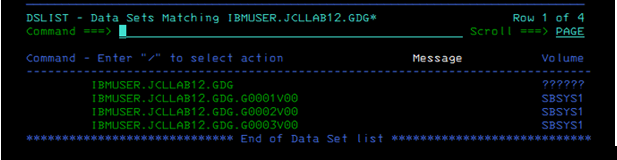 DSLIST - Data Sets Matching IBMUSER.JCLLAB12.GDG* Row 1 of 4
Command ===> Scroll ===> PAGE
Command - Enter "/" to select action Message Volume
-------------------------------------------------------------------------------
IBMUSER.JCLLAB12.GDG ??????
IBMUSER.JCLLAB12.GDG.G0001V00 SBSYS1
IBMUSER.JCLLAB12.GDG.G0002V00 SBSYS1
IBMUSER.JCLLAB12.GDG.G0003V00 SBSYS1
***************************** End of Data Set list ****************************